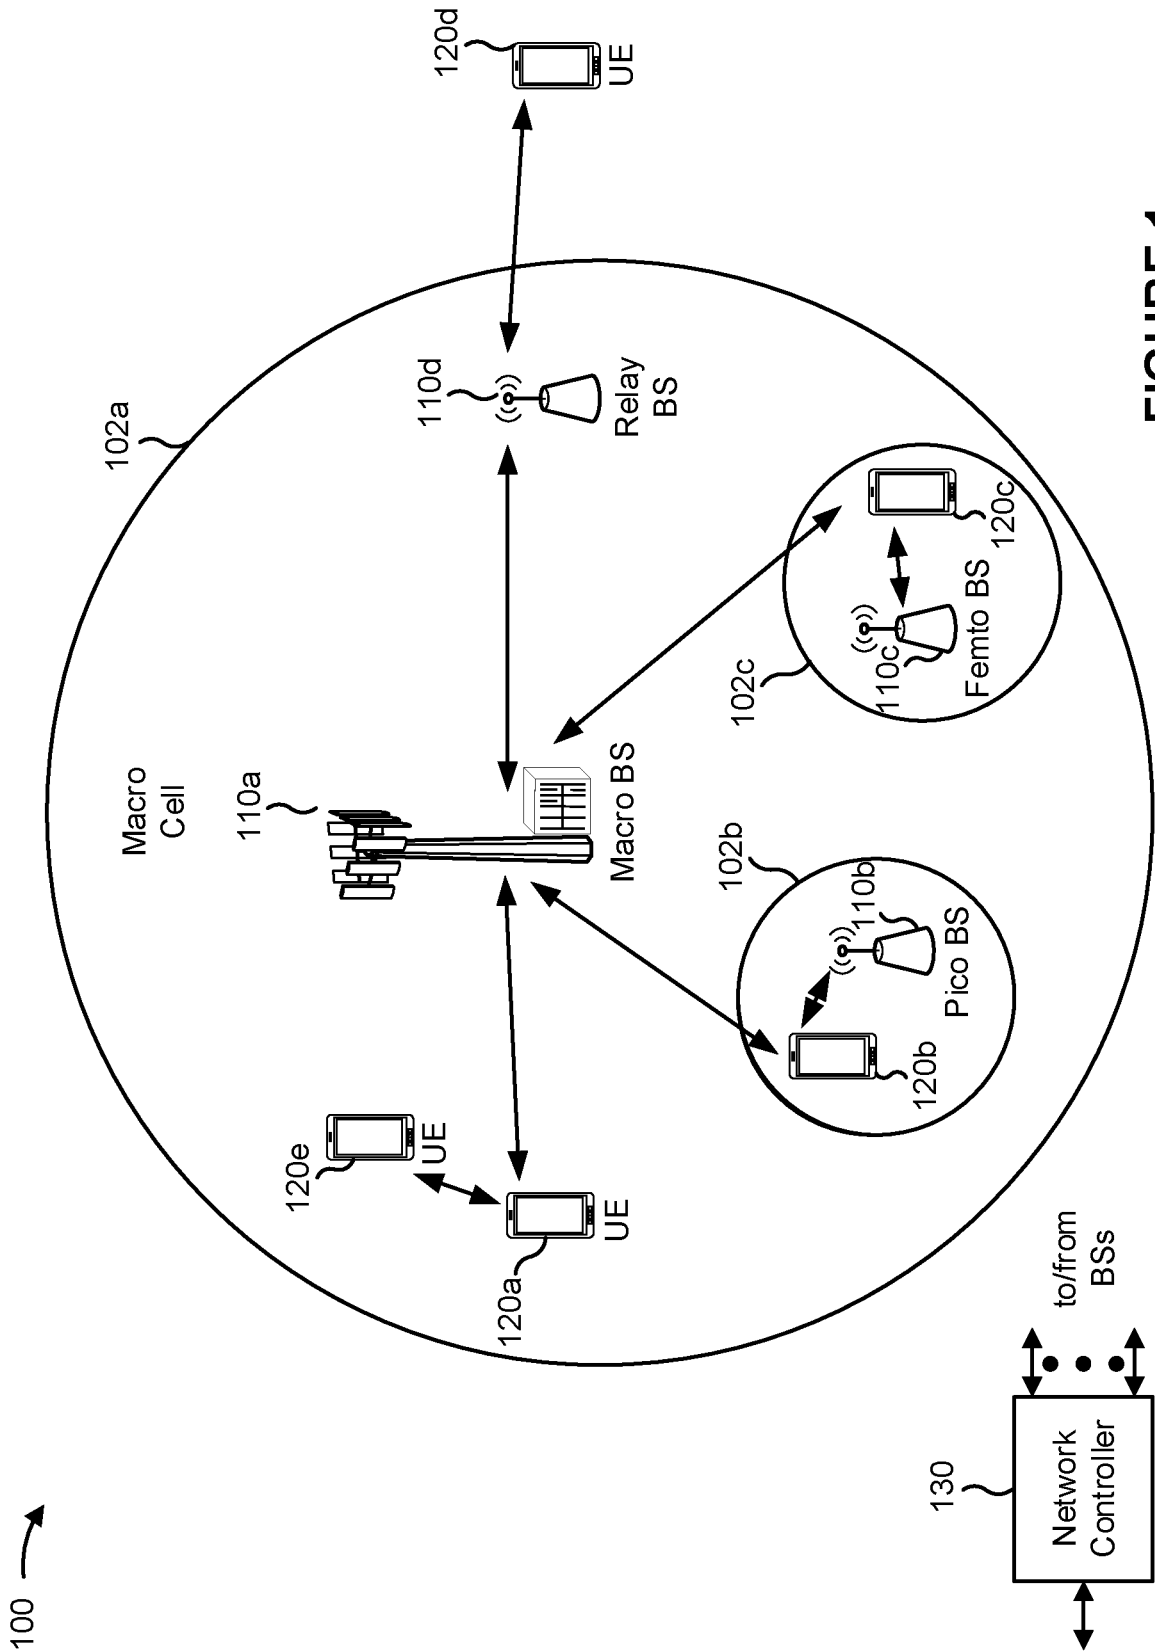 100
102a
Macro
Cell
110a
120e
UE
110d
120d
120a
UE
Macro BS
Relay
BS
UE
102b
102c
110b
110c
120b
Pico BS
Femto BS
120c
130
Network
Controller
to/from
BSs
FIGURE 1